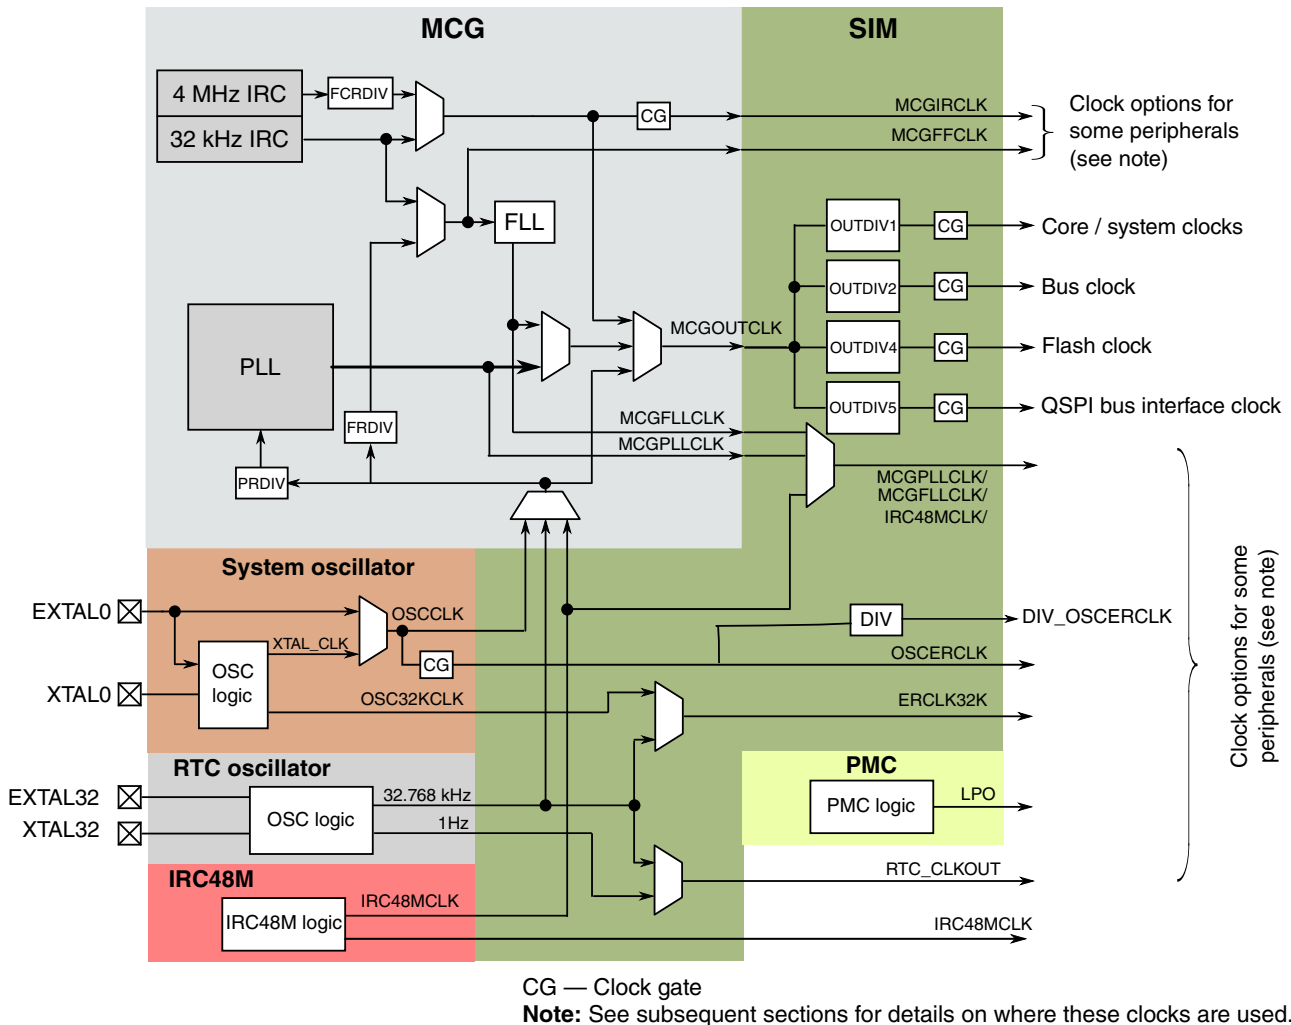 MCG
SIM
4 MHz IRC
FCRDIV
32 kHz IRC
CG
MCGIRCLK
MCGFFCLK
Clock options for
some peripherals
(see note)
FLL
OUTDIV1
CG
Core / system clocks
OUTDIV2
CG
Bus clock
PLL
MCGOUTCLK
OUTDIV4
CG
Flash clock
OUTDIV5
CG
QSPI bus interface clock
FRDIV
MCGFLLCLK
MCGPLLCLK
PRDIV
MCGPLLCLK/
MCGFLLCLK/
IRC48MCLK/
System oscillator
EXTAL0
OSCCLK
XTAL_CLK
OSC
logic
CG
XTAL0
OSC32KCLK
DIV
DIV_OSCERCLK
OSCERCLK
ERCLK32K
Clock options for some
peripherals (see note)
RTC oscillator
EXTAL32
XTAL32
OSC logic
32.768 kHz
1Hz
PMC
PMC logic
LPO
RTC_CLKOUT
IRC48M
IRC48M logic
IRC48MCLK
IRC48MCLK
CG — Clock gate
Note: See subsequent sections for details on where these clocks are used.